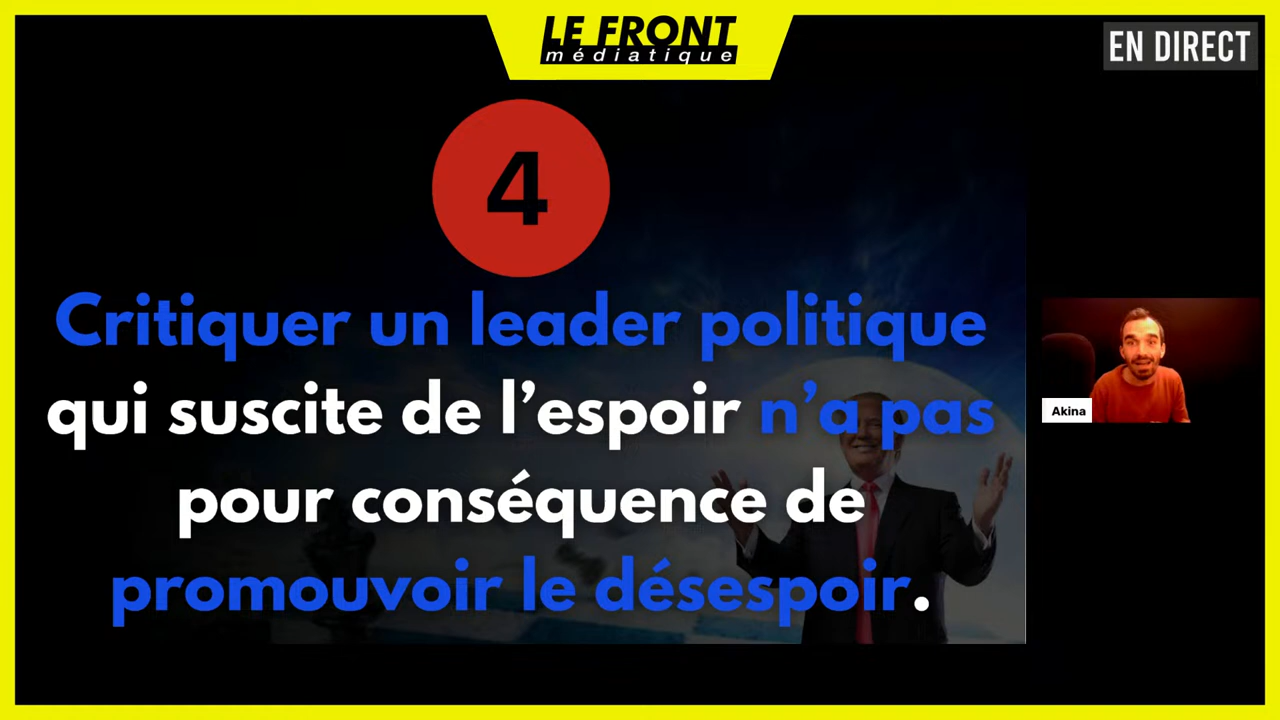 LE FRONT
médiatique
EN DIRECT
4
Critiquer un leader politique
qui suscite de l’espoir n’a pas
pour conséquence de
promouvoir le désespoir.
Akina